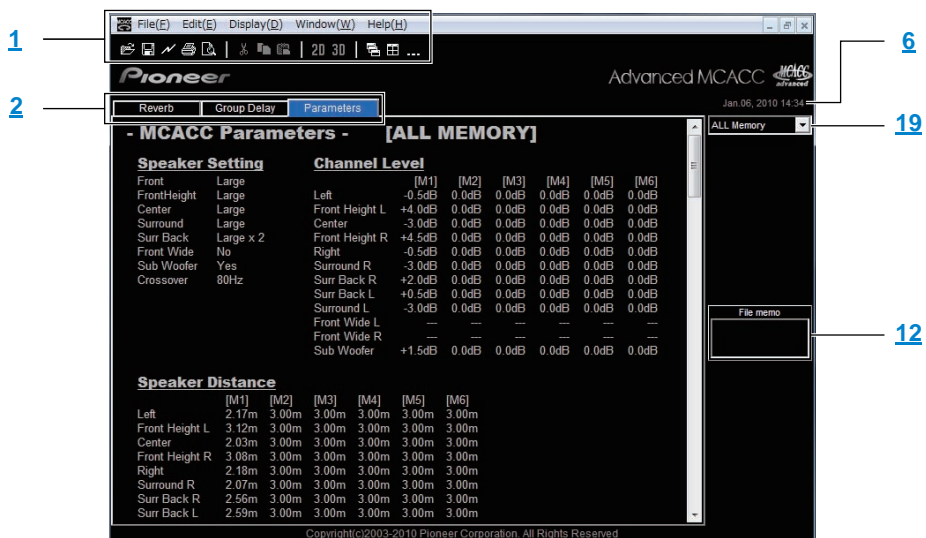 File(F) Edit(E) Display(D) Window(W) Help(H)
1
2D 3D
6
Pioneer
Advanced MCACC
MCACC advanced
Jan.06, 2010 14:34
2
Reverb Group Delay Parameters
19
ALL Memory
- MCACC Parameters - [ALL MEMORY]
Speaker Setting
Front Large
FrontHeight Large
Center Large
Surround Large
Surr Back Large x 2
Front Wide No
Sub Woofer Yes
Crossover 80Hz
Channel Level
[M1] [M2] [M3] [M4] [M5] [M6]
Left -0.5dB 0.0dB 0.0dB 0.0dB 0.0dB 0.0dB
Front Height L +4.0dB 0.0dB 0.0dB 0.0dB 0.0dB 0.0dB
Center -3.0dB 0.0dB 0.0dB 0.0dB 0.0dB 0.0dB
Front Height R +4.5dB 0.0dB 0.0dB 0.0dB 0.0dB 0.0dB
Right -0.5dB 0.0dB 0.0dB 0.0dB 0.0dB 0.0dB
Surround R -3.0dB 0.0dB 0.0dB 0.0dB 0.0dB 0.0dB
Surr Back R +2.0dB 0.0dB 0.0dB 0.0dB 0.0dB 0.0dB
Surr Back L +0.5dB 0.0dB 0.0dB 0.0dB 0.0dB 0.0dB
Surround L -3.0dB 0.0dB 0.0dB 0.0dB 0.0dB 0.0dB
Front Wide L --- --- --- --- --- ---
Front Wide R --- --- --- --- --- ---
Sub Woofer +1.5dB 0.0dB 0.0dB 0.0dB 0.0dB 0.0dB
File memo
12
Speaker Distance
[M1] [M2] [M3] [M4] [M5] [M6]
Left 2.17m 3.00m 3.00m 3.00m 3.00m 3.00m
Front Height L 3.12m 3.00m 3.00m 3.00m 3.00m 3.00m
Center 2.03m 3.00m 3.00m 3.00m 3.00m 3.00m
Front Height R 3.08m 3.00m 3.00m 3.00m 3.00m 3.00m
Right 2.18m 3.00m 3.00m 3.00m 3.00m 3.00m
Surround R 2.07m 3.00m 3.00m 3.00m 3.00m 3.00m
Surr Back R 2.56m 3.00m 3.00m 3.00m 3.00m 3.00m
Surr Back L 2.59m 3.00m 3.00m 3.00m 3.00m 3.00m
Copyright(c)2003-2010 Pioneer Corporation. All Rights Reserved